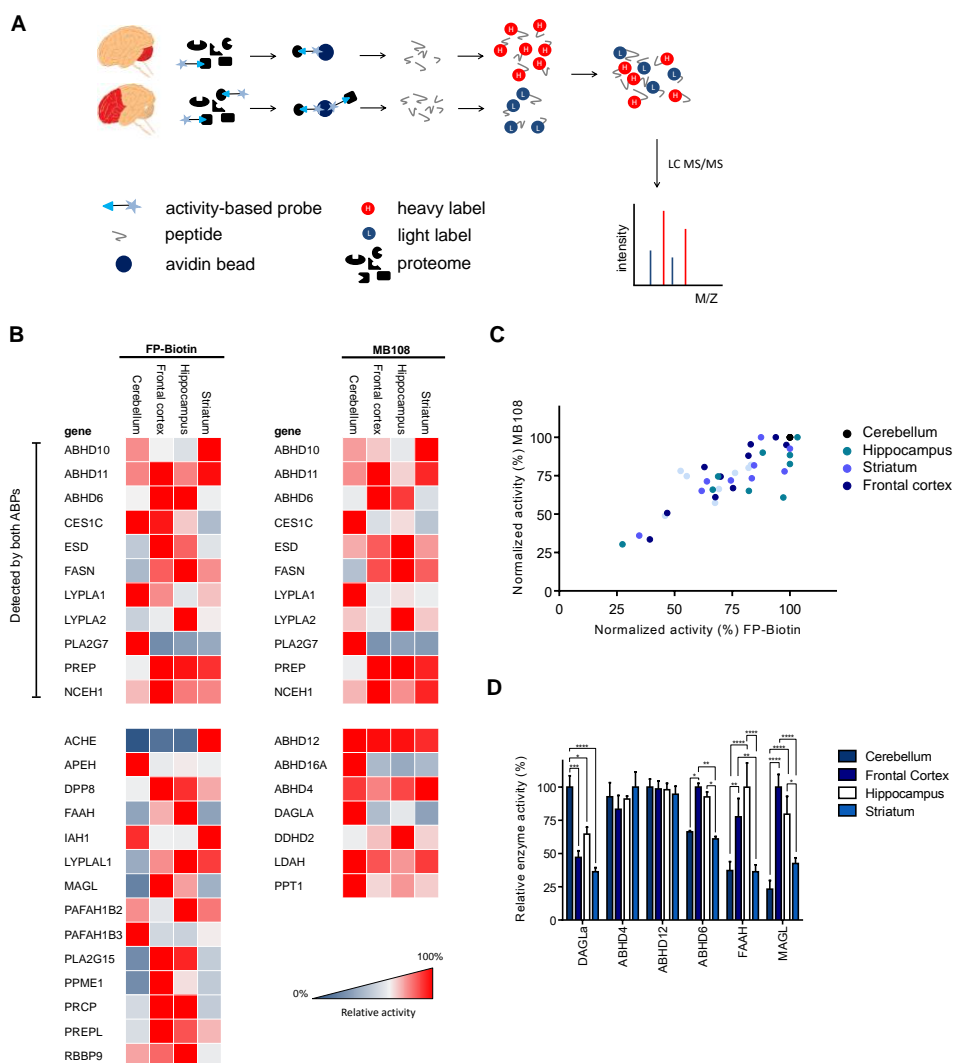 A
H H H H H H H
L L L L L
L H L H H L H L H H
LC MS/MS
activity-based probe
peptide
avidin bead
H heavy label
L light label
proteome
intensity
M/Z
B
FP-Biotin
Cerebellum
Frontal cortex
Hippocampus
Striatum
gene
Detected by both ABPs
ABHD10
ABHD11
ABHD6
CES1C
ESD
FASN
LYPLA1
LYPLA2
PLA2G7
PREP
NCEH1
ACHE
APEH
DPP8
FAAH
IAH1
LYPLAL1
MAGL
PAFAH1B2
PAFAH1B3
PLA2G15
PPME1
PRCP
PREPL
RBBP9
MB108
Cerebellum
Frontal cortex
Hippocampus
Striatum
gene
ABHD10
ABHD11
ABHD6
CES1C
ESD
FASN
LYPLA1
LYPLA2
PLA2G7
PREP
NCEH1
ABHD12
ABHD16A
ABHD4
DAGLA
DDHD2
LDAH
PPT1
0%
100%
Relative activity
C
Normalized activity (%) MB108
100
75
50
25
0
0 25 50 75 100
Normalized activity (%) FP-Biotin
Cerebellum
Hippocampus
Striatum
Frontal cortex
D
Relative enzyme activity (%)
100
75
50
25
0
****
*
***
**
* *
****
****
**
**
****
****
****
*
DAGLa
ABHD4
ABHD12
ABHD6
FAAH
MAGL
Cerebellum
Frontal Cortex
Hippocampus
Striatum